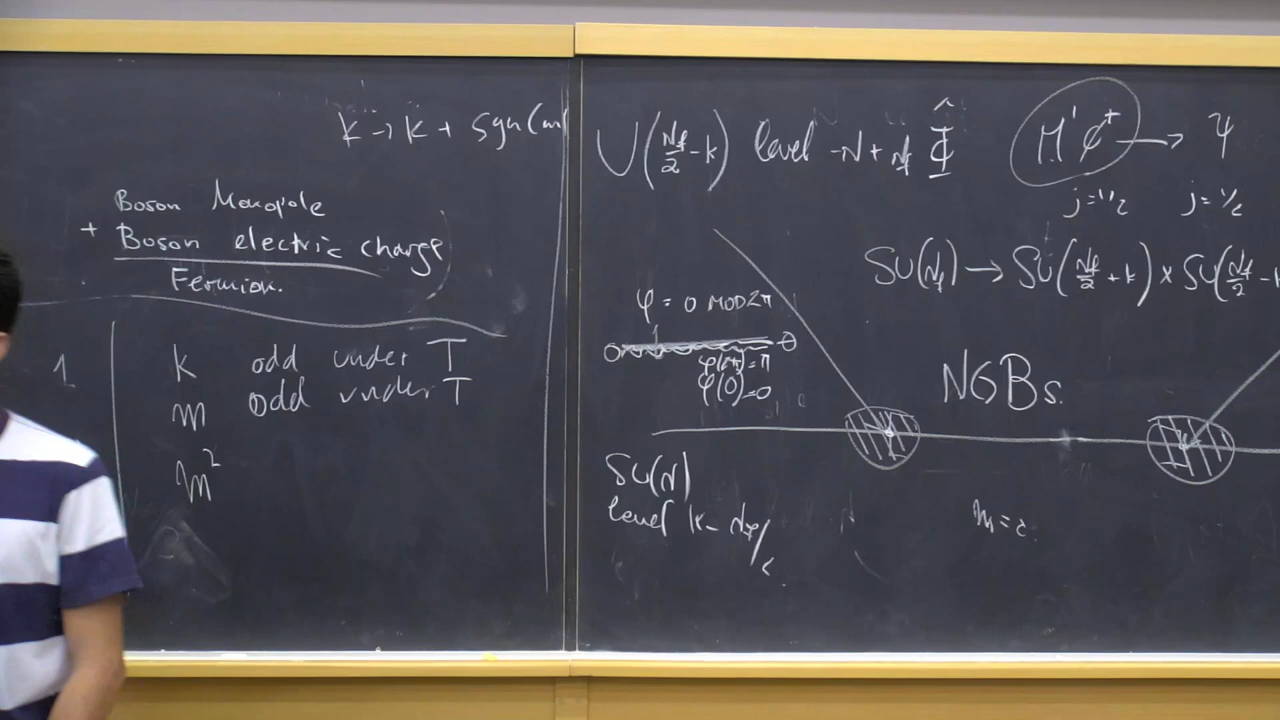 k → k + sgn(m
Boson Monopole
+ Boson electric charge
Fermion.
1
k odd under T
m odd under T
m²
U(Nf/2 - k) level -N + Nf Φ̂
M¹φ† → Ψ
j=1/2 j=1/2
SU(Nf) → SU(Nf/2 + k) × SU(Nf/2 - k
φ = 0 MOD 2π
φ(π)=π
φ(0)=0
NGBs.
SU(N)
level k - Nf/2